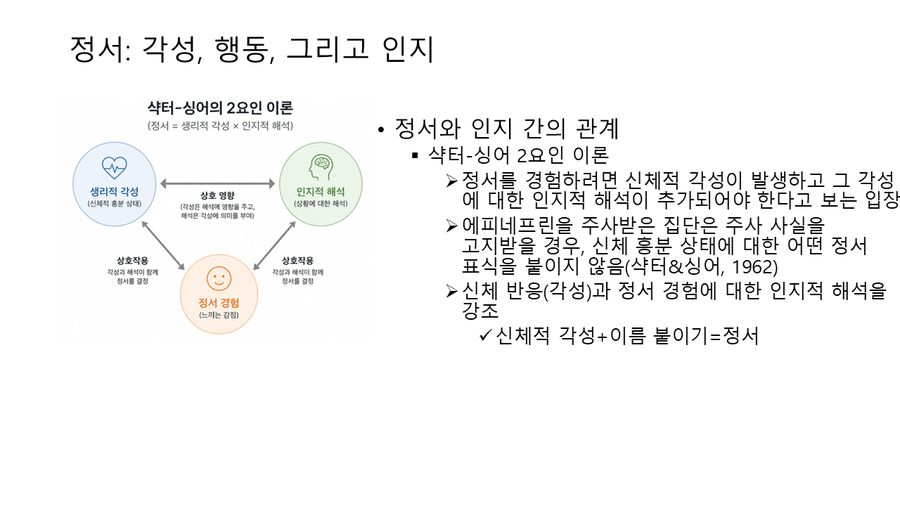 정서: 각성, 행동, 그리고 인지
샥터-싱어의 2요인 이론
(정서 = 생리적 각성 × 인지적 해석)
생리적 각성
(신체적 흥분 상태)
상호 영향
(각성은 해석에 영향을 주고,
해석은 각성에 의미를 부여)
인지적 해석
(상황에 대한 해석)
상호작용
각성과 해석이 함께
정서를 결정
상호작용
각성과 해석이 함께
정서를 결정
정서 경험
(느끼는 감정)
• 정서와 인지 간의 관계
▪ 샥터-싱어 2요인 이론
➢정서를 경험하려면 신체적 각성이 발생하고 그 각성
에 대한 인지적 해석이 추가되어야 한다고 보는 입장
➢에피네프린을 주사받은 집단은 주사 사실을
고지받을 경우, 신체 흥분 상태에 대한 어떤 정서
표식을 붙이지 않음(샥터&싱어, 1962)
➢신체 반응(각성)과 정서 경험에 대한 인지적 해석을
강조
✓신체적 각성+이름 붙이기=정서